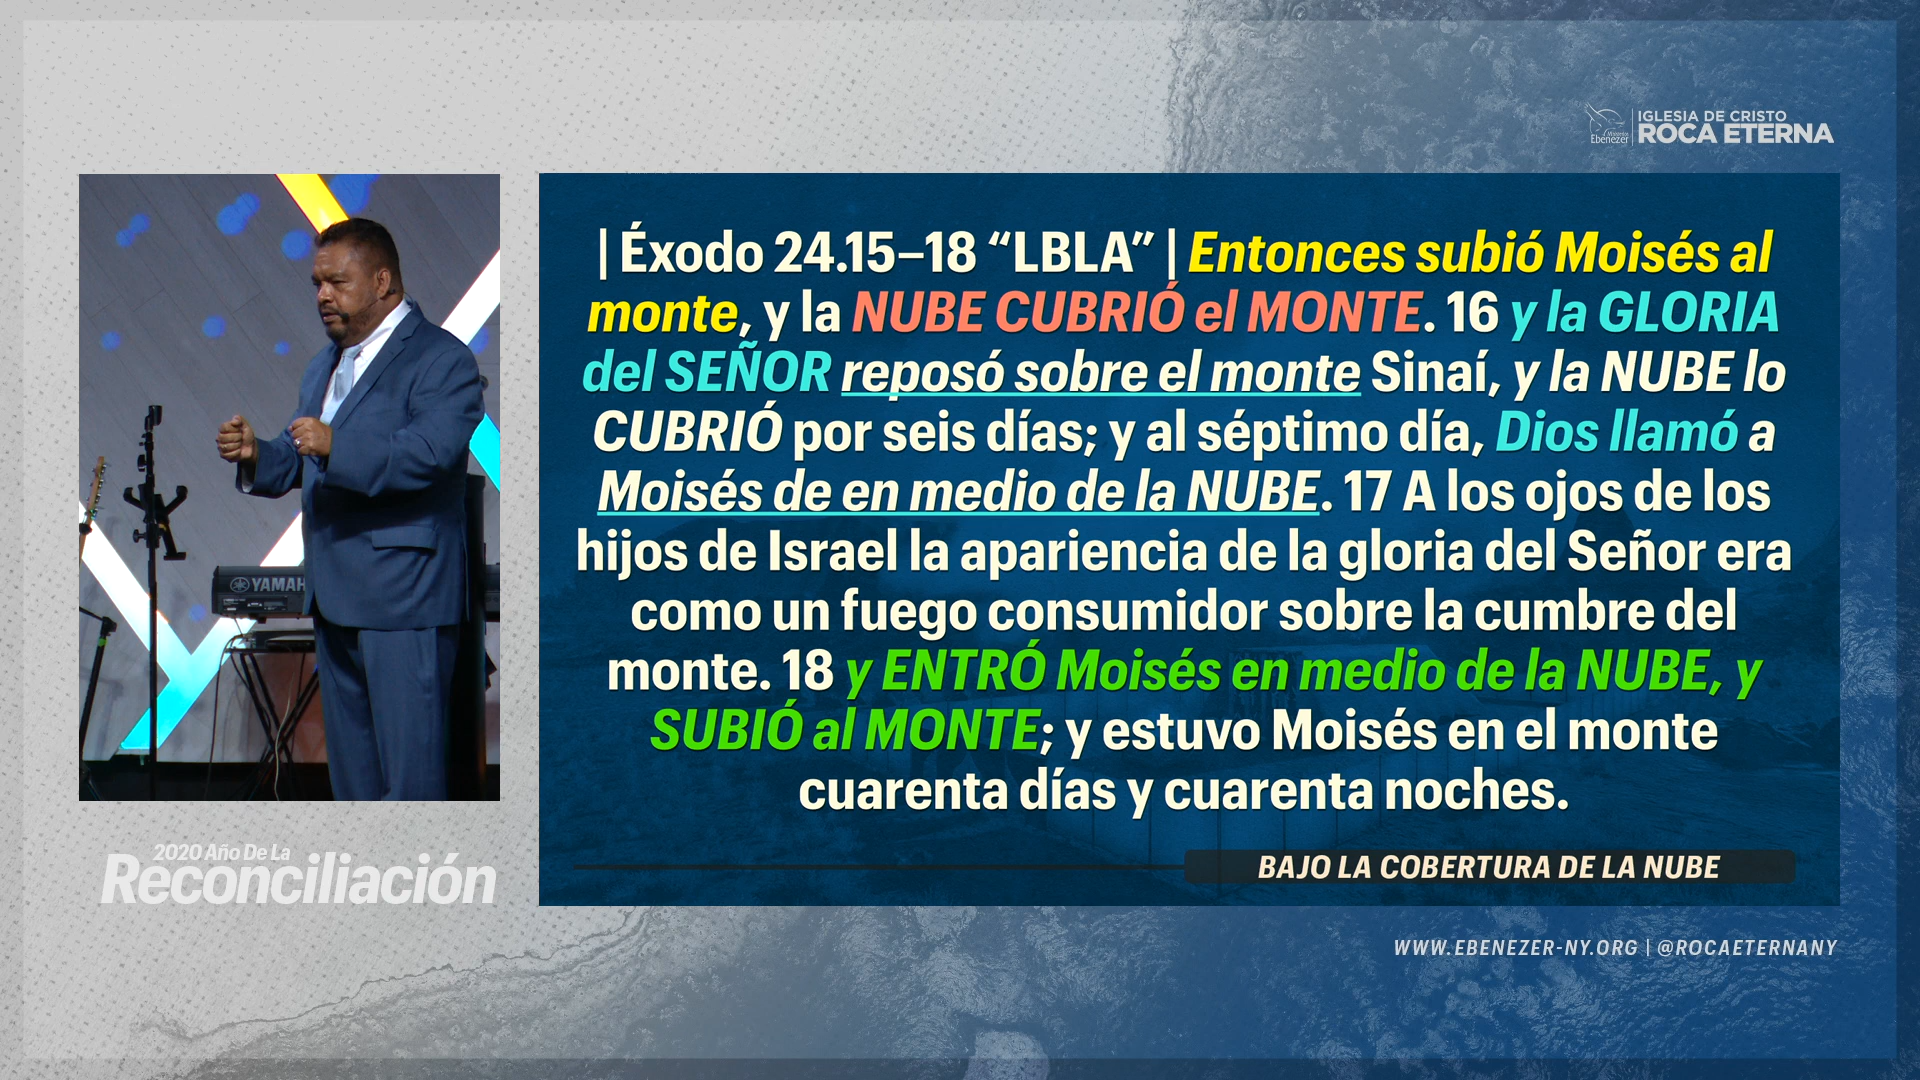 IGLESIA DE CRISTO
ROCA ETERNA
Ministerios
Ebenezer
| Éxodo 24.15–18 “LBLA” | Entonces subió Moisés al
monte, y la NUBE CUBRIÓ el MONTE. 16 y la GLORIA
del SEÑOR reposó sobre el monte Sinaí, y la NUBE lo
CUBRIÓ por seis días; y al séptimo día, Dios llamó a
Moisés de en medio de la NUBE. 17 A los ojos de los
hijos de Israel la apariencia de la gloria del Señor era
como un fuego consumidor sobre la cumbre del
monte. 18 y ENTRÓ Moisés en medio de la NUBE, y
SUBIÓ al MONTE; y estuvo Moisés en el monte
cuarenta días y cuarenta noches.
BAJO LA COBERTURA DE LA NUBE
YAMAH
2020 Año De La
Reconciliación
WWW.EBENEZER-NY.ORG | @ROCAETERNANY